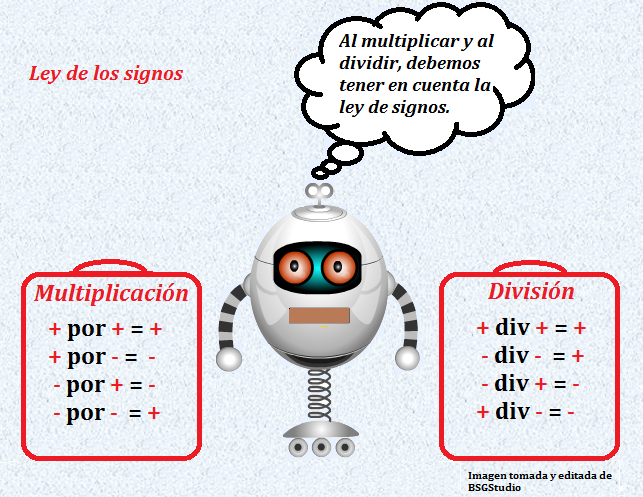 Ley de los signos
Al multiplicar y al
dividir, debemos
tener en cuenta la
ley de signos.
Multiplicación
+ por + = +
+ por - = -
- por + = -
- por - = +
División
+ div + = +
- div - = +
- div + = -
+ div - = -
Imagen tomada y editada de
BSGStudio